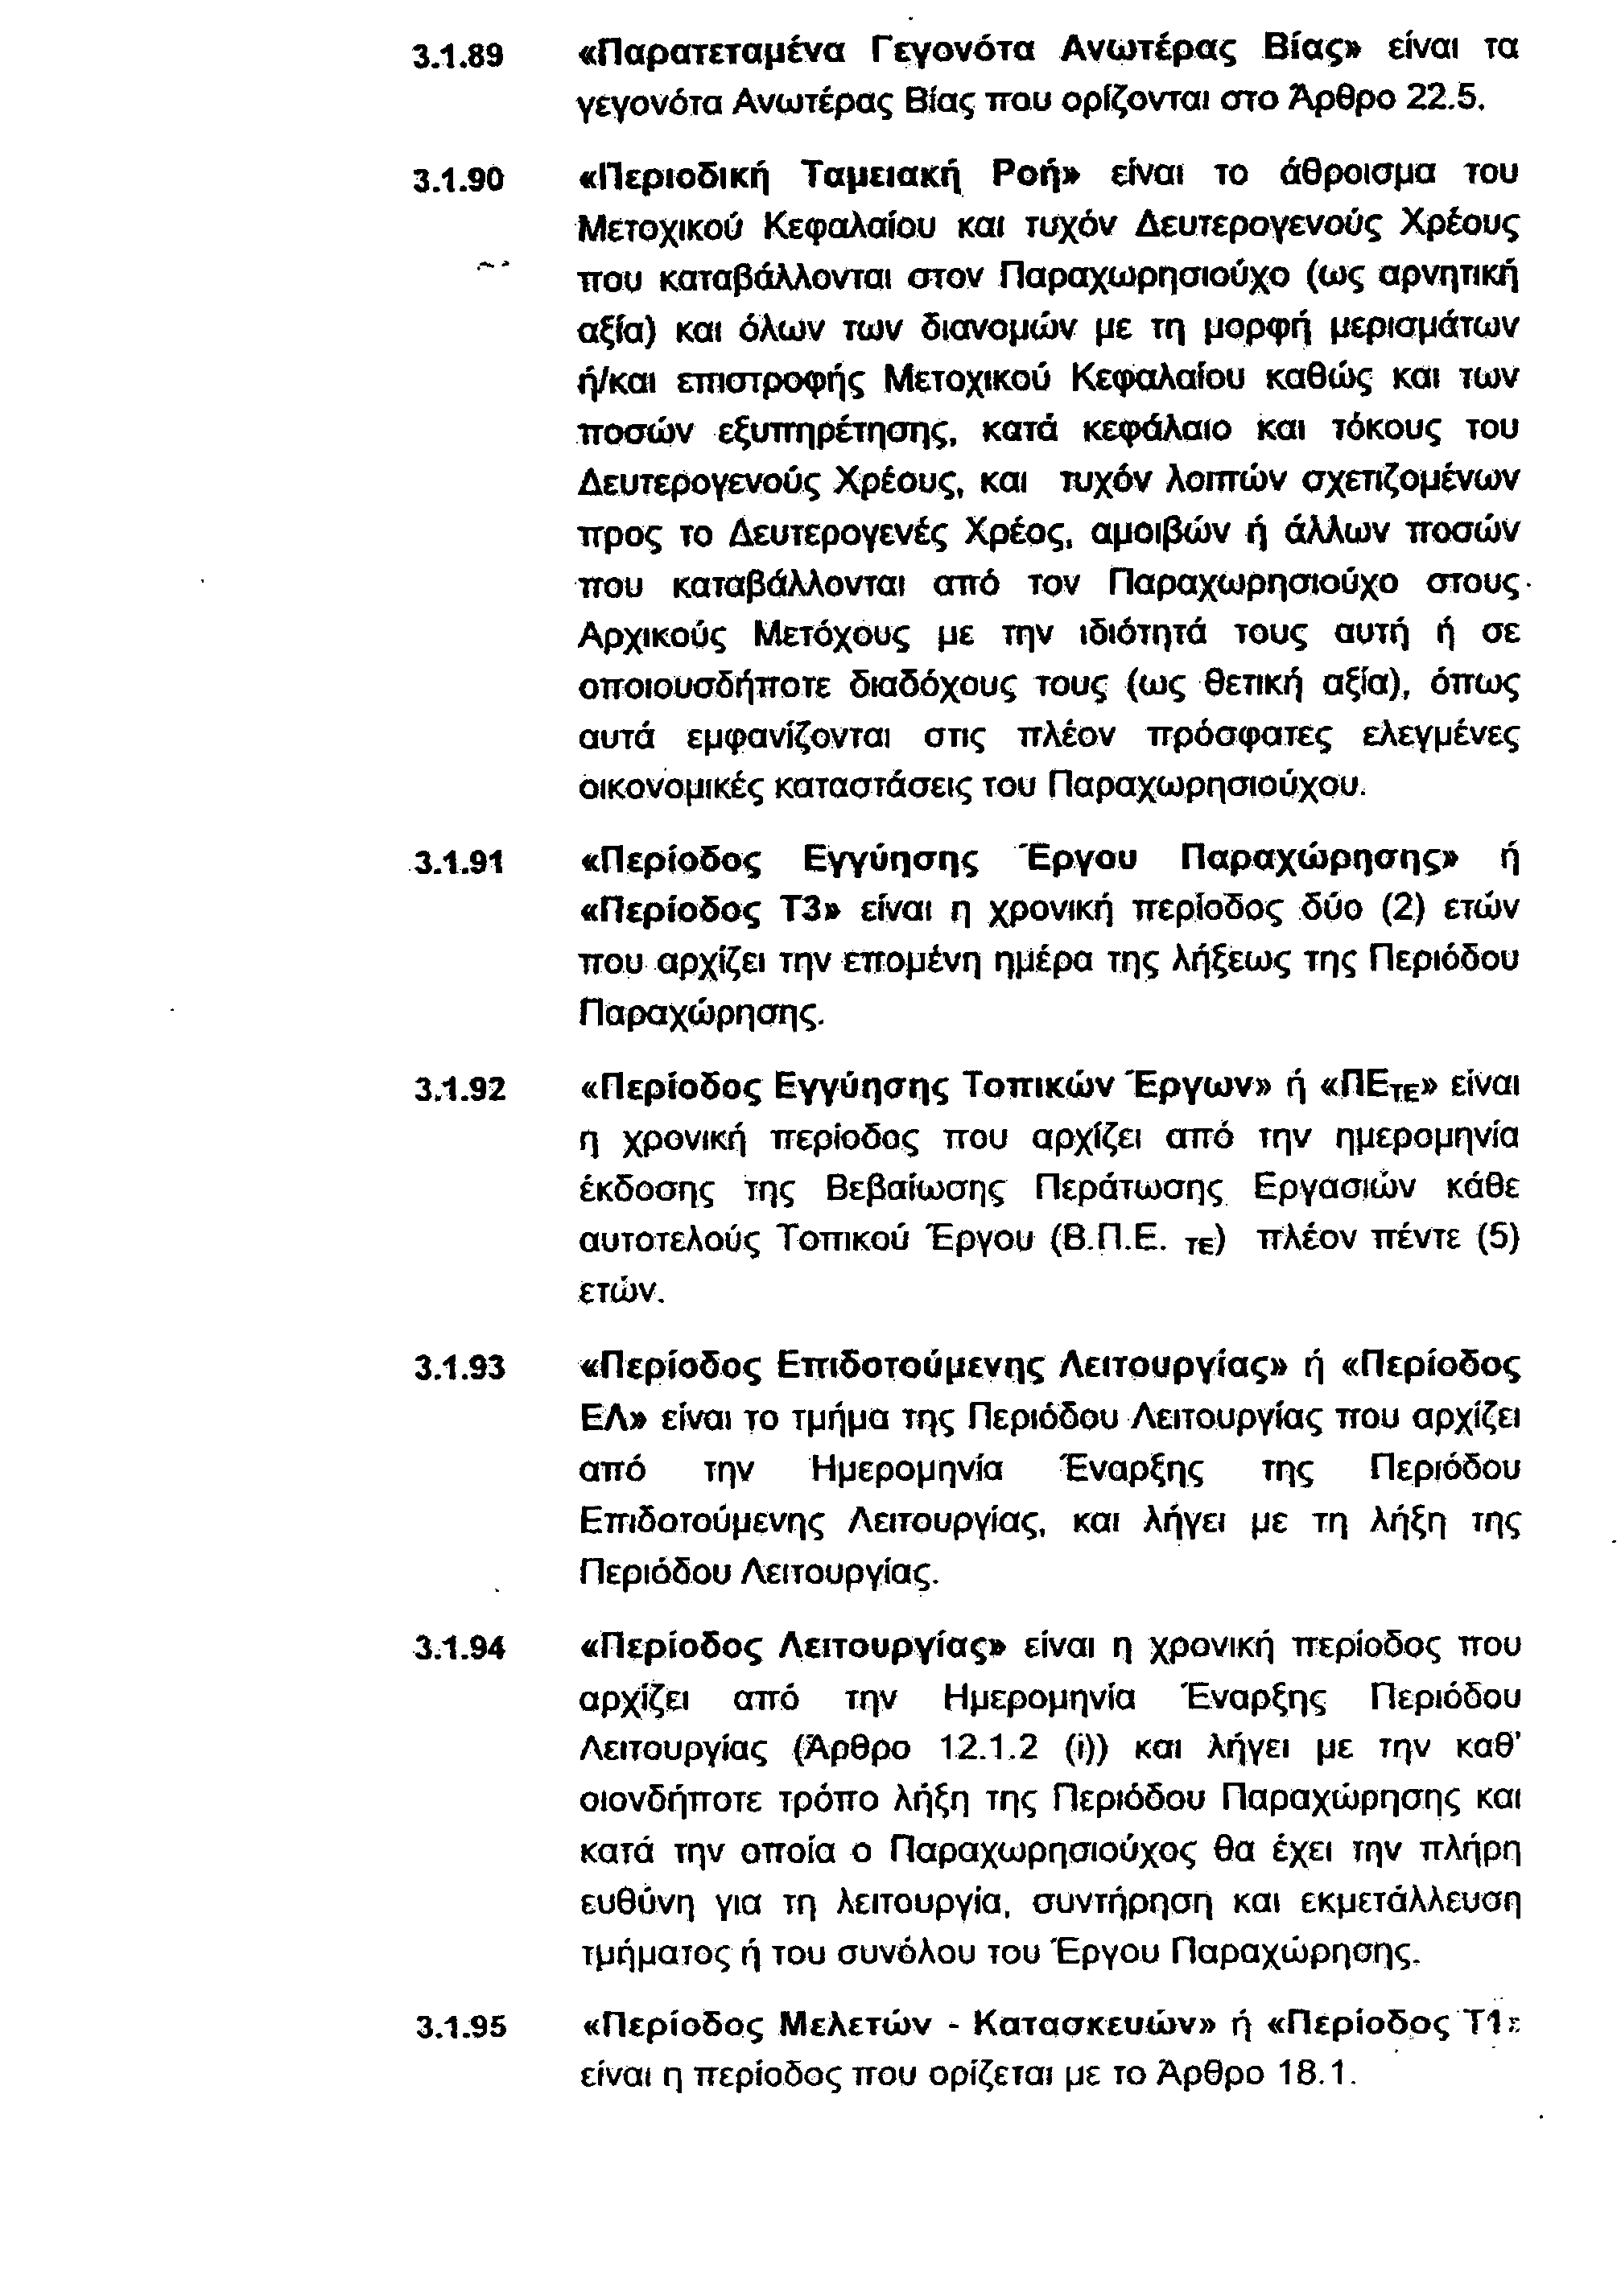 3.1.89 «Παρατεταμένα Γεγονότα Ανωτέρας Βίας» είναι τα
γεγονότα Ανωτέρας Βίας που ορίζονται στο Άρθρο 22.5.
3.1.90 «Περιοδική Ταμειακή Ροή» είναι το άθροισμα του
Μετοχικού Κεφαλαίου και τυχόν Δευτερογενούς Χρέους
που καταβάλλονται στον Παραχωρησιούχο (ως αρνητική
αξία) και όλων των διανομών με τη μορφή μερισμάτων
ή/και επιστροφής Μετοχικού Κεφαλαίου καθώς και των
ποσών εξυπηρέτησης, κατά κεφάλαιο και τόκους του
Δευτερογενούς Χρέους, και τυχόν λοιπών σχετιζομένων
προς το Δευτερογενές Χρέος, αμοιβών ή άλλων ποσών
που καταβάλλονται από τον Παραχωρησιούχο στους
Αρχικούς Μετόχους με την ιδιότητά τους αυτή ή σε
οποιουσδήποτε διαδόχους τους (ως θετική αξία), όπως
αυτά εμφανίζονται στις πλέον πρόσφατες ελεγμένες
οικονομικές καταστάσεις του Παραχωρησιούχου.
3.1.91 «Περίοδος Εγγύησης Έργου Παραχώρησης» ή
«Περίοδος Τ3» είναι η χρονική περίοδος δύο (2) ετών
που αρχίζει την επομένη ημέρα της λήξεως της Περιόδου
Παραχώρησης.
3.1.92 «Περίοδος Εγγύησης Τοπικών Έργων» ή «ΠΕΤΕ» είναι
η χρονική περίοδος που αρχίζει από την ημερομηνία
έκδοσης της Βεβαίωσης Περάτωσης Εργασιών κάθε
αυτοτελούς Τοπικού Έργου (Β.Π.Ε. ΤΕ) πλέον πέντε (5)
ετών.
3.1.93 «Περίοδος Επιδοτούμενης Λειτουργίας» ή «Περίοδος
ΕΛ» είναι το τμήμα της Περιόδου Λειτουργίας που αρχίζει
από την Ημερομηνία Έναρξης της Περιόδου
Επιδοτούμενης Λειτουργίας, και λήγει με τη λήξη της
Περιόδου Λειτουργίας.
3.1.94 «Περίοδος Λειτουργίας» είναι η χρονική περίοδος που
αρχίζει από την Ημερομηνία Έναρξης Περιόδου
Λειτουργίας (Άρθρο 12.1.2 (i)) και λήγει με την καθ'
οιονδήποτε τρόπο λήξη της Περιόδου Παραχώρησης και
κατά την οποία ο Παραχωρησιούχος θα έχει την πλήρη
ευθύνη για τη λειτουργία, συντήρηση και εκμετάλλευση
τμήματος ή του συνόλου του Έργου Παραχώρησης.
3.1.95 «Περίοδος Μελετών - Κατασκευών» ή «Περίοδος Τ1»
είναι η περίοδος που ορίζεται με το Άρθρο 18.1.